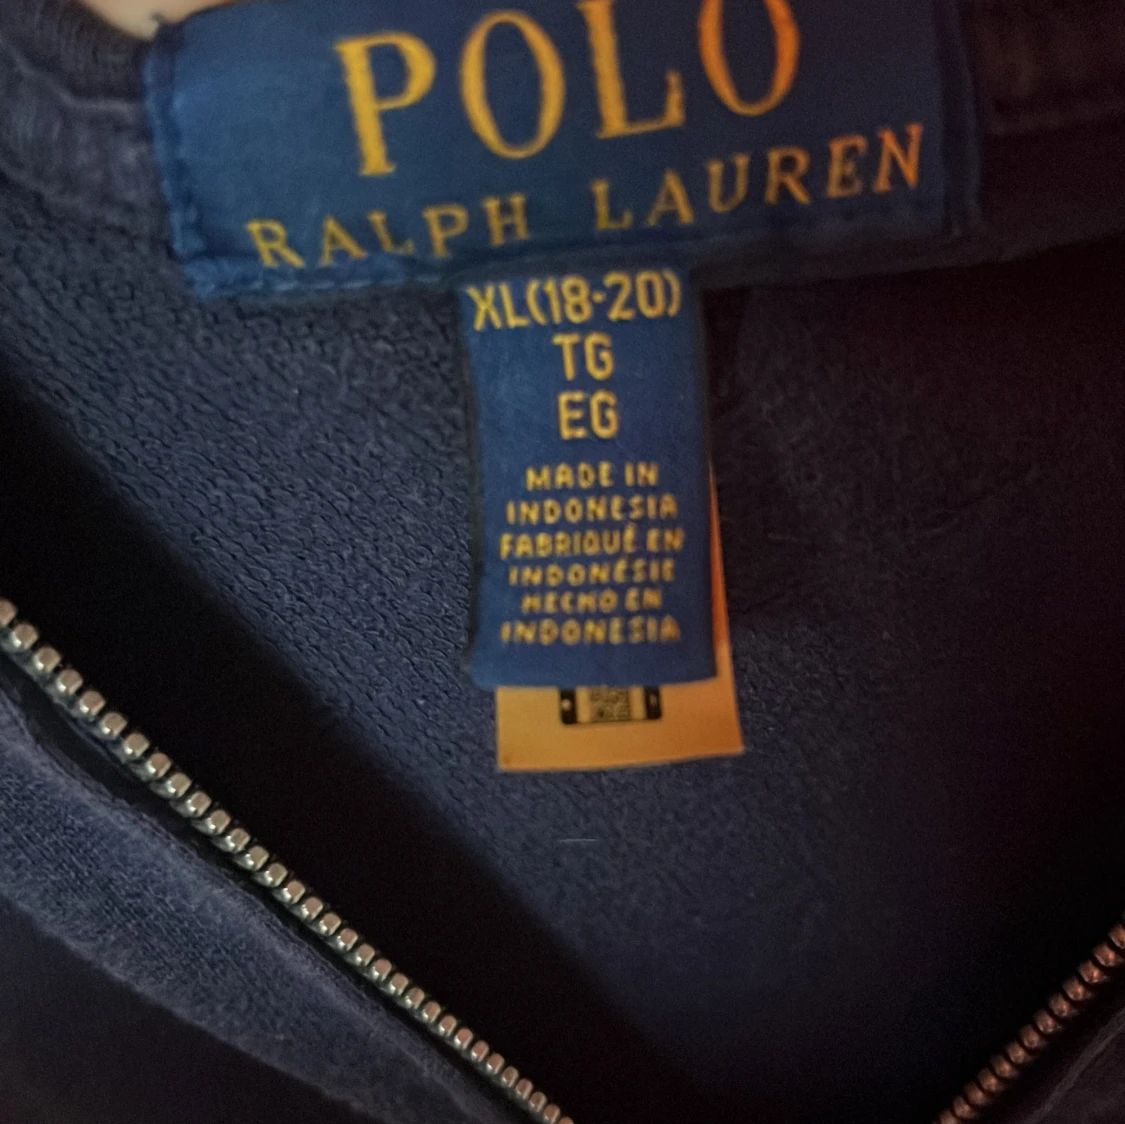 POLO
RALPH LAUREN
XL(18-20)
TG
EG
MADE IN
INDONESIA
FABRIQUÉ EN
INDONÉSIE
HECHO EN
INDONESIA